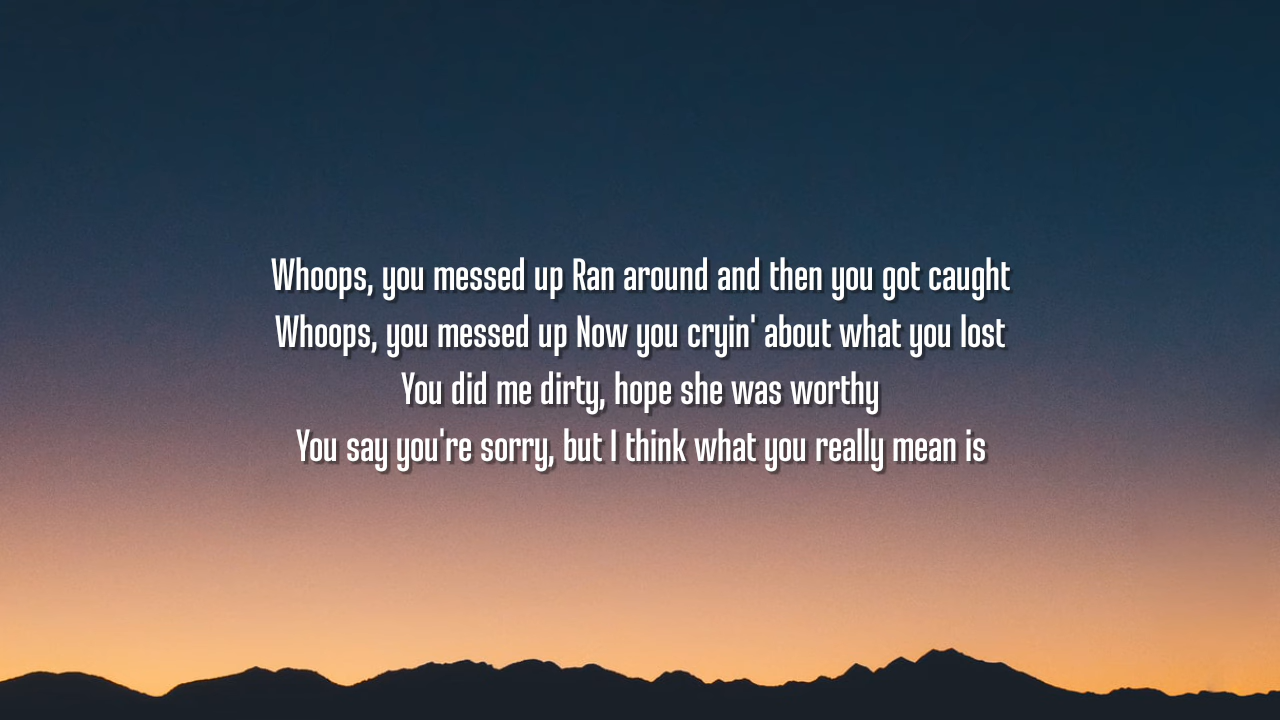 Whoops, you messed up Ran around and then you got caught
Whoops, you messed up Now you cryin' about what you lost
You did me dirty, hope she was worthy
You say you're sorry, but I think what you really mean is